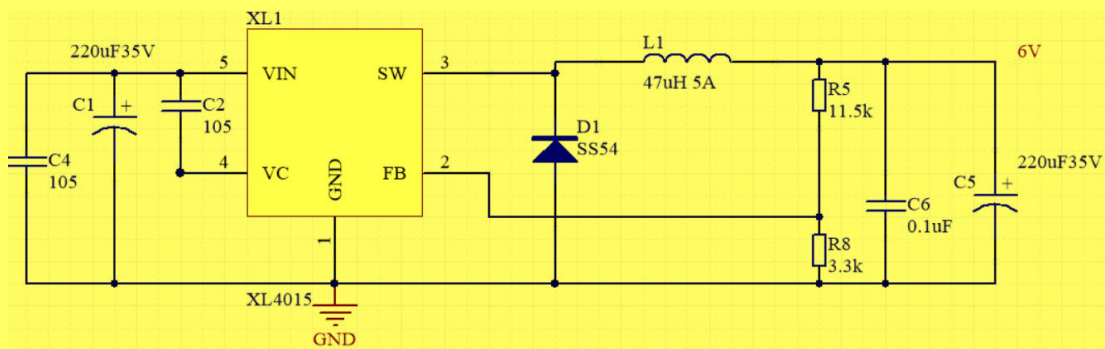 XL1
220uF35V
5
VIN
SW
3
L1
47uH 5A
6V
C1
+
C2
105
R5
11.5k
D1
SS54
C4
105
4
VC
GND
FB
2
220uF35V
C5
+
C6
0.1uF
1
R8
3.3k
XL4015
GND